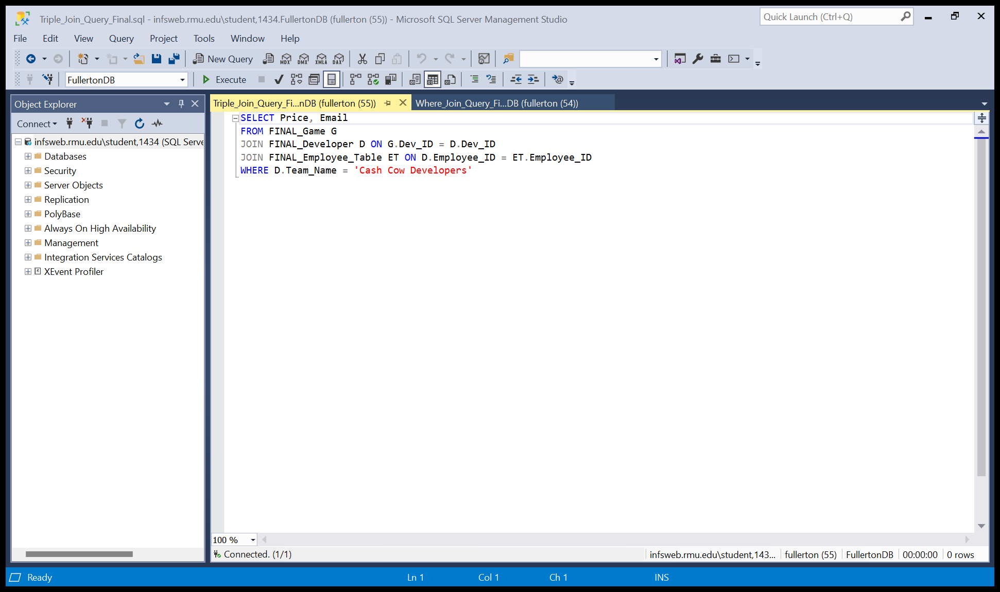 Triple_Join_Query_Final.sql - infsweb.rmu.edu\student,1434.FullertonDB (fullerton (55)) - Microsoft SQL Server Management Studio
Quick Launch (Ctrl+Q)
File Edit View Query Project Tools Window Help
New Query MDX DMX XMLA DAX
FullertonDB Execute
Object Explorer
Triple_Join_Query_Fi...nDB (fullerton (55)) Where_Join_Query_Fi...DB (fullerton (54))
Connect
infsweb.rmu.edu\student,1434 (SQL Serve
Databases
Security
Server Objects
Replication
PolyBase
Always On High Availability
Management
Integration Services Catalogs
XEvent Profiler
SELECT Price, Email
FROM FINAL_Game G
JOIN FINAL_Developer D ON G.Dev_ID = D.Dev_ID
JOIN FINAL_Employee_Table ET ON D.Employee_ID = ET.Employee_ID
WHERE D.Team_Name = 'Cash Cow Developers'
100 %
Connected. (1/1) infsweb.rmu.edu\student,143... fullerton (55) FullertonDB 00:00:00 0 rows
Ready Ln 1 Col 1 Ch 1 INS